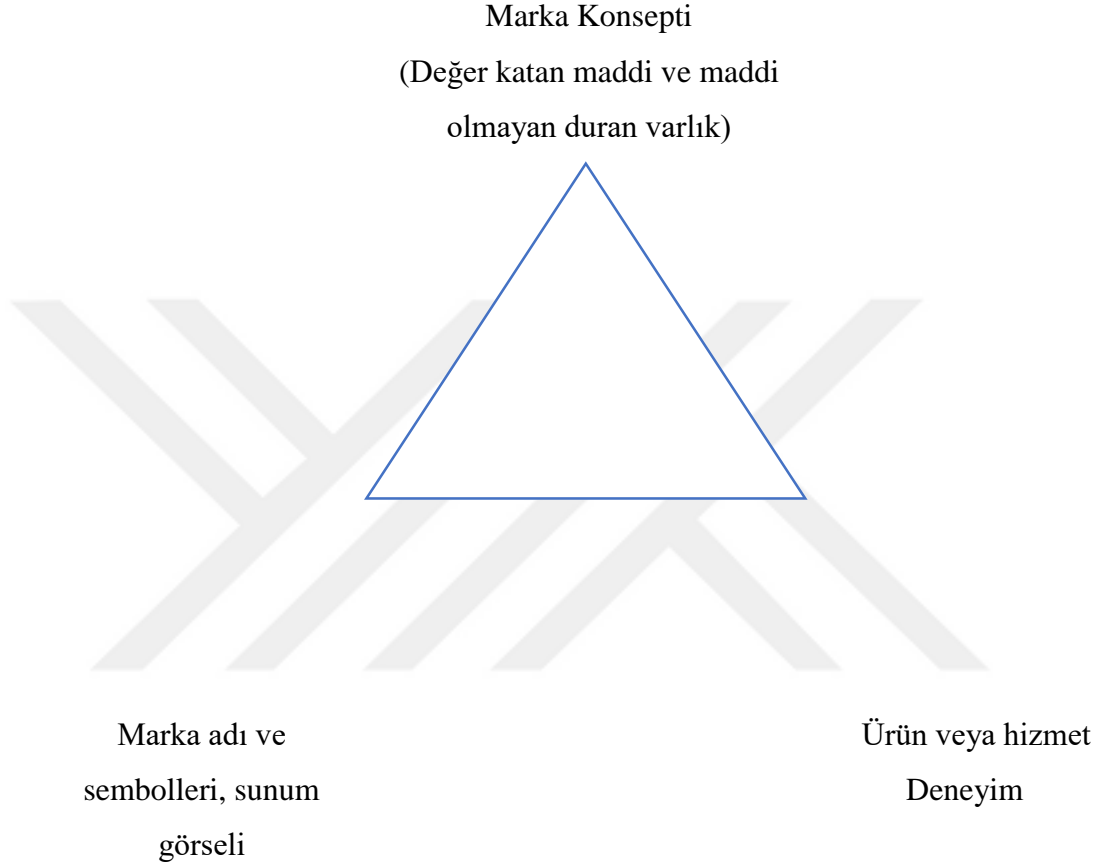 Marka Konsepti
(Değer katan maddi ve maddi
olmayan duran varlık)
Marka adı ve
sembolleri, sunum
görseli
Ürün veya hizmet
Deneyim